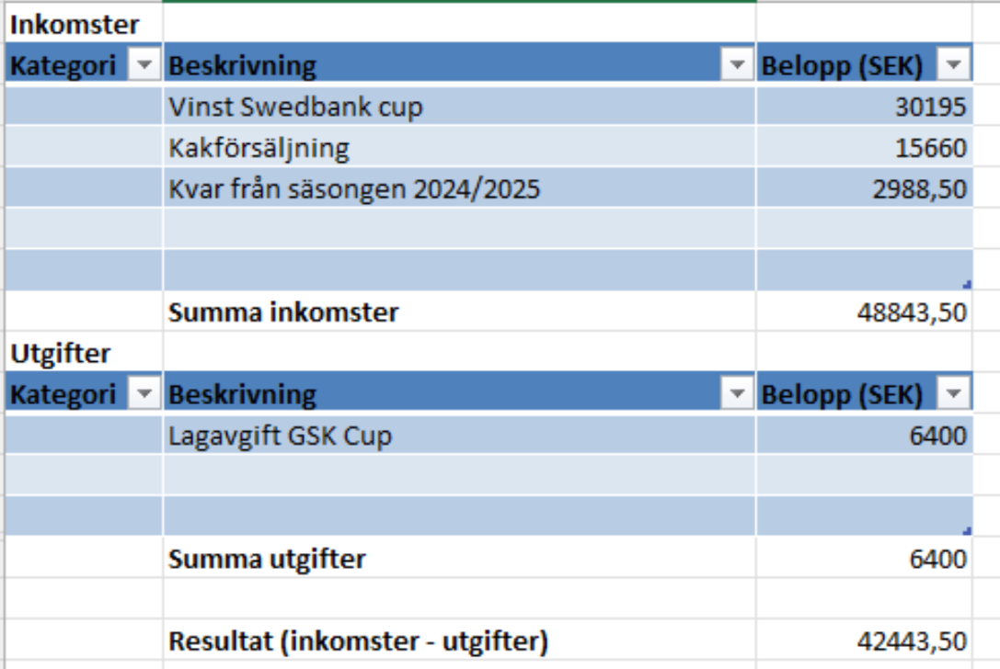 Inkomster
Kategori Beskrivning Belopp (SEK)
Vinst Swedbank cup 30195
Kakförsäljning 15660
Kvar från säsongen 2024/2025 2988,50
Summa inkomster 48843,50
Utgifter
Kategori Beskrivning Belopp (SEK)
Lagavgift GSK Cup 6400
Summa utgifter 6400
Resultat (inkomster - utgifter) 42443,50